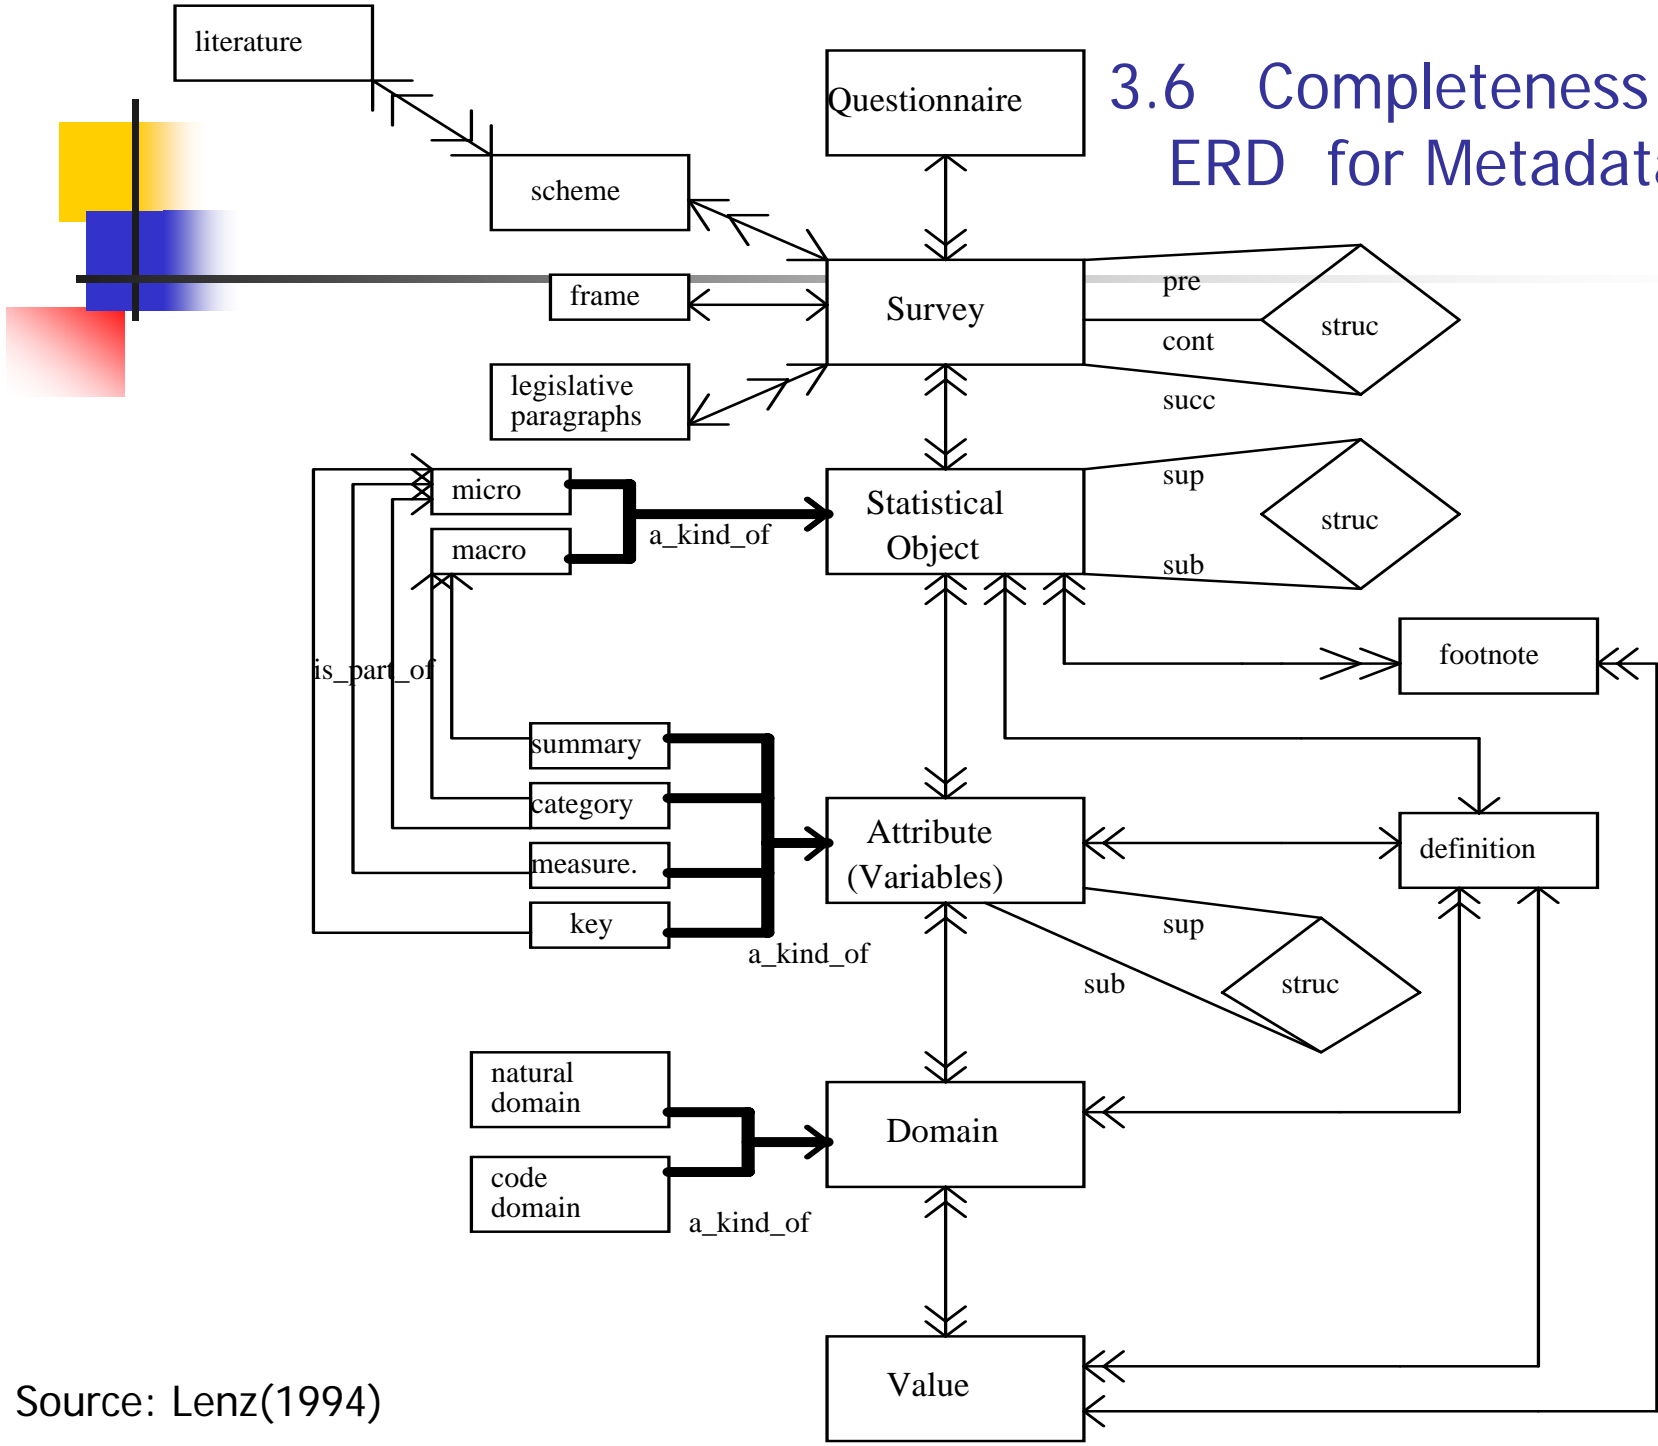 literature
3.6 Completeness
ERD for Metadata
Questionnaire
scheme
frame
Survey
pre
cont
succ
struc
legislative
paragraphs
micro
macro
a_kind_of
Statistical
Object
sup
sub
struc
is_part_of
footnote
summary
category
measure.
key
a_kind_of
Attribute
(Variables)
definition
sup
sub
struc
natural
domain
code
domain
a_kind_of
Domain
Value
Source: Lenz(1994)